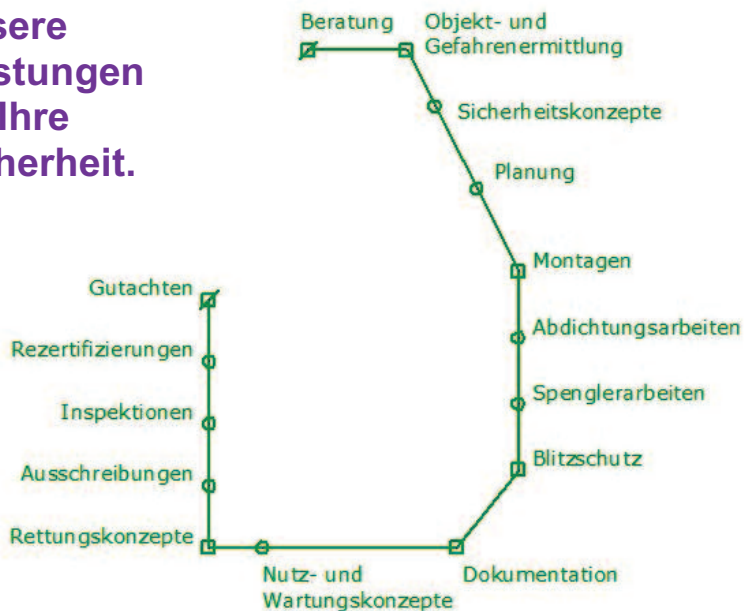 sere
stungen
Ihre
herheit.
Beratung
Objekt- und
Gefahrenermittlung
Sicherheitskonzepte
Planung
Montagen
Abdichtungsarbeiten
Spenglerarbeiten
Blitzschutz
Dokumentation
Nutz- und
Wartungskonzepte
Rettungskonzepte
Ausschreibungen
Inspektionen
Rezertifizierungen
Gutachten